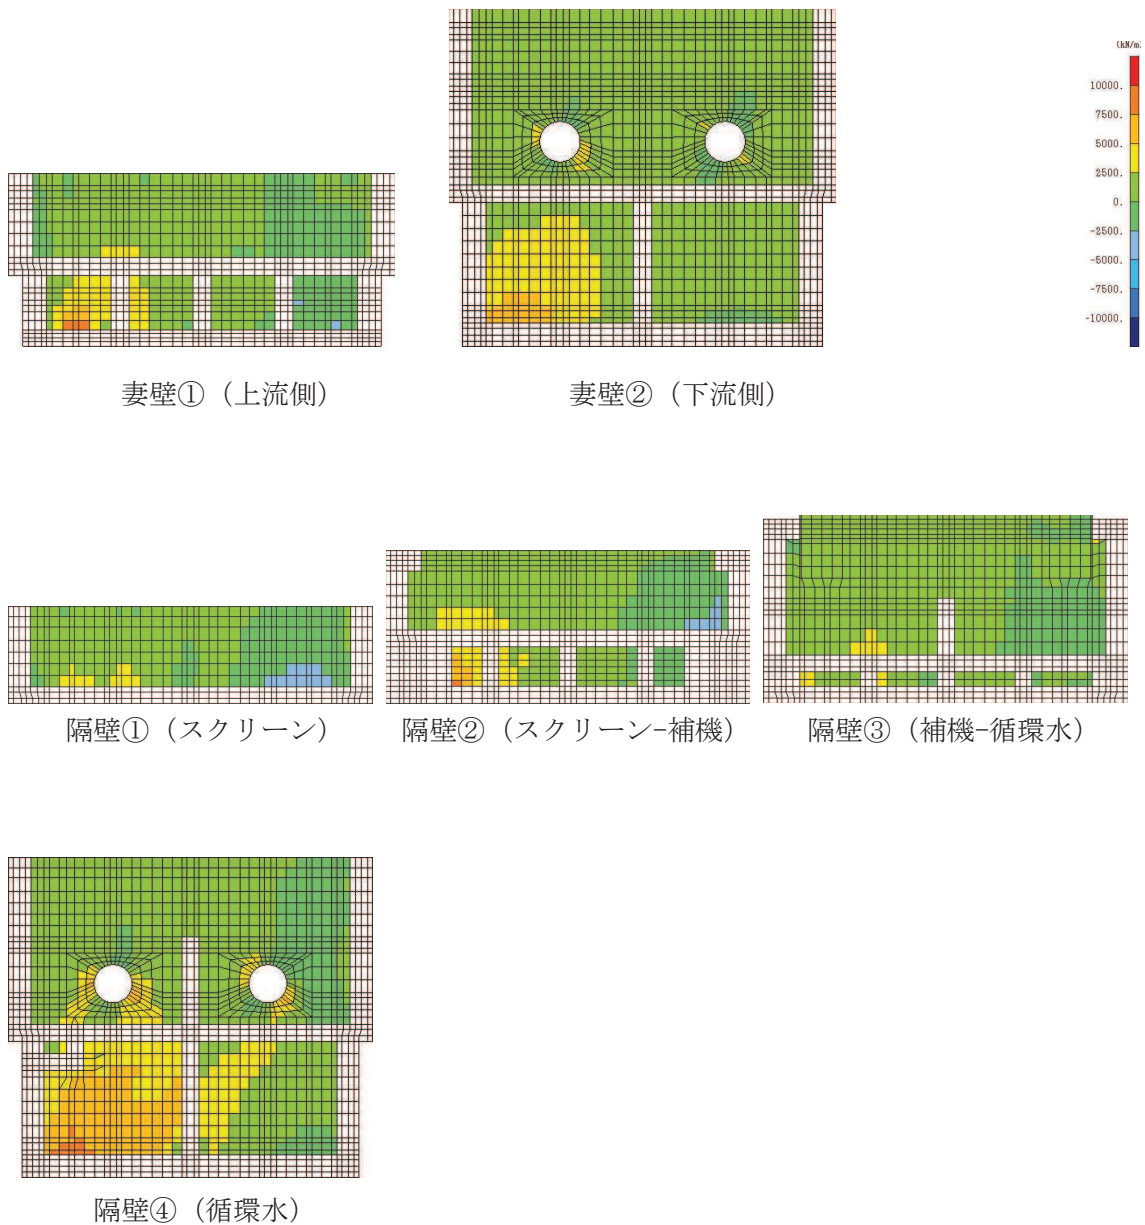 (kN/m
10000.
7500.
5000.
2500.
0.
-2500.
-5000.
-7500.
-10000.
妻壁①（上流側）
妻壁②（下流側）
隔壁①（スクリーン）
隔壁②（スクリーン-補機）
隔壁③（補機-循環水）
隔壁④（循環水）